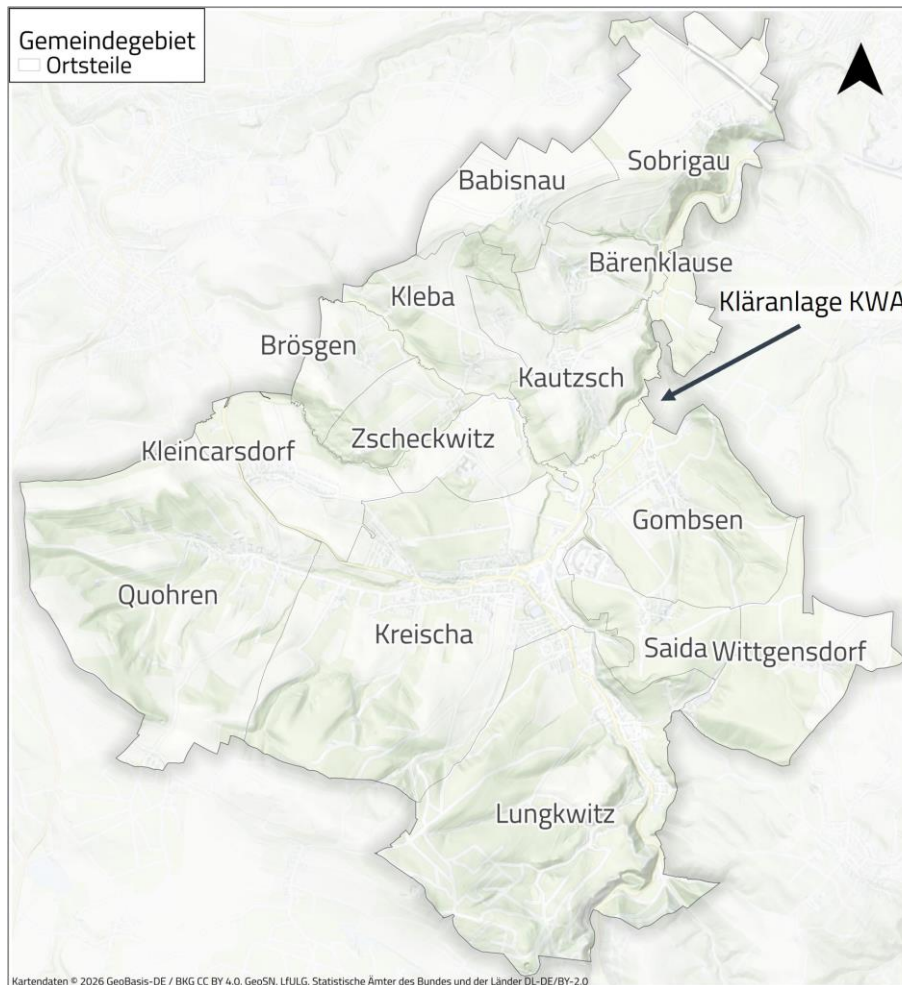 Gemeindegebiet
Ortsteile
Sobrigau
Babisnau
Bärenklause
Kleba
Kläranlage KWA
Brösgen
Kautzsch
Zscheckwitz
Kleincarsdorf
Gombsen
Quohren
Kreischa
Saida
Wittgensdorf
Lungkwitz
Kartendaten © 2026 GeoBasis-DE / BKG CC BY 4.0, GeoSN, LfULG, Statistische Ämter des Bundes und der Länder DL-DE/BY-2.0